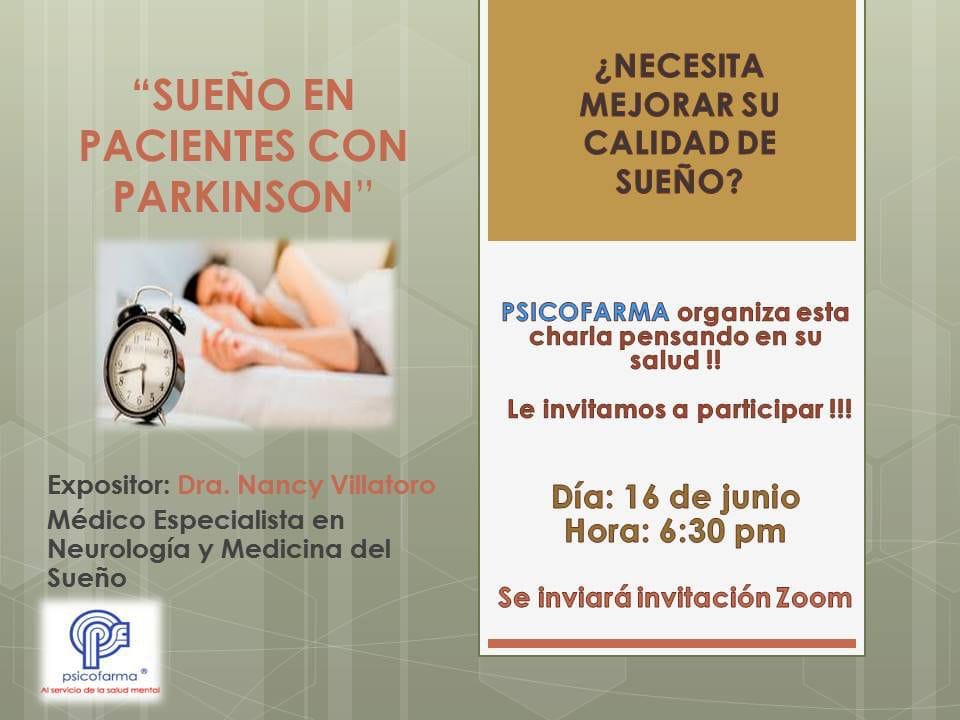 “SUEÑO EN
PACIENTES CON
PARKINSON”
Expositor: Dra. Nancy Villatoro
Médico Especialista en
Neurología y Medicina del
Sueño
psicofarma ®
Al servicio de la salud mental
¿NECESITA
MEJORAR SU
CALIDAD DE
SUEÑO?
PSICOFARMA organiza esta
charla pensando en su
salud !!
Le invitamos a participar !!!
Día: 16 de junio
Hora: 6:30 pm
Se inviará invitación Zoom